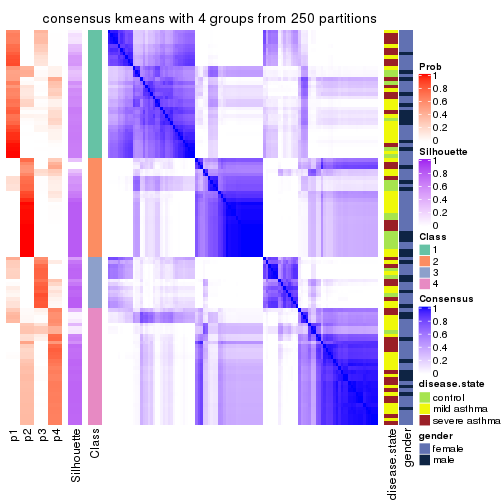 consensus kmeans with 4 groups from 250 partitions
Prob
1
0.8
0.6
0.4
0.2
0
Silhouette
1
0.8
0.6
0.4
0.2
0
Class
1
2
3
4
Consensus
1
0.8
0.6
0.4
0.2
0
disease.state
control
mild asthma
severe asthma
gender
female
male
p1
p2
p3
p4
Silhouette
Class
disease.state
gender